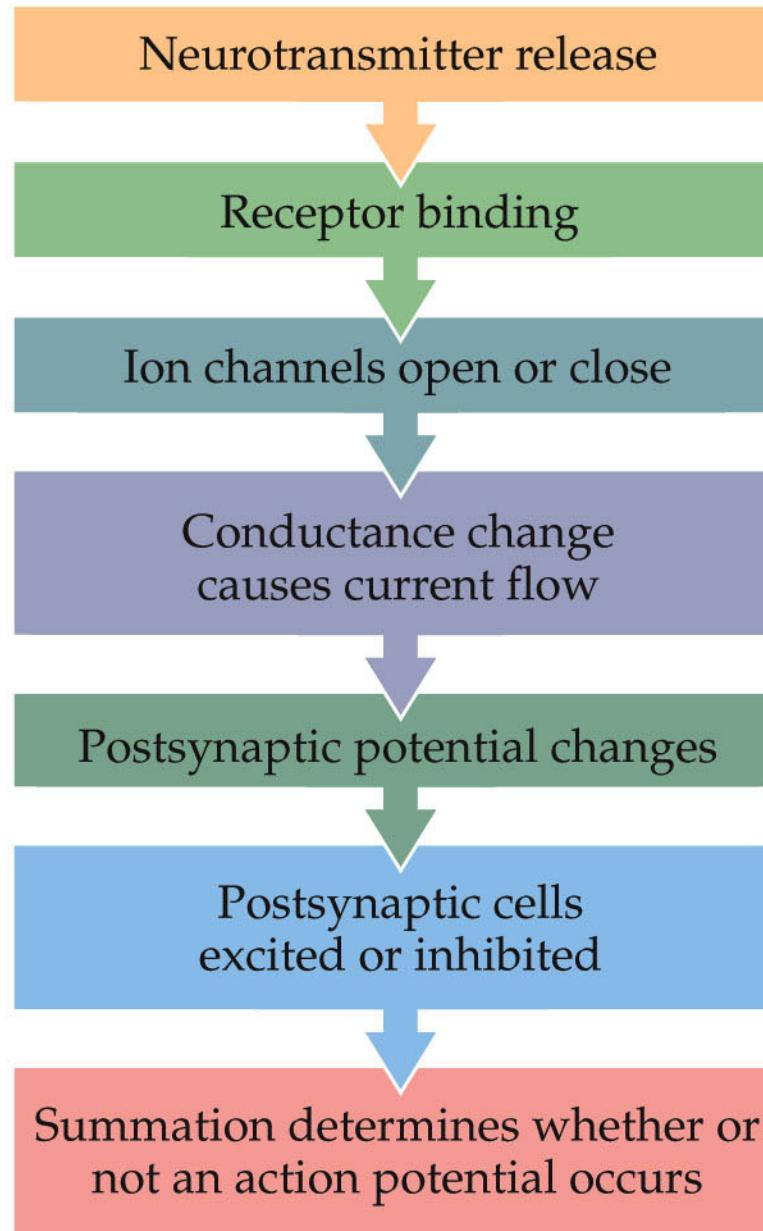 Neurotransmitter release
Receptor binding
Ion channels open or close
Conductance change
causes current flow
Postsynaptic potential changes
Postsynaptic cells
excited or inhibited
Summation determines whether or
not an action potential occurs